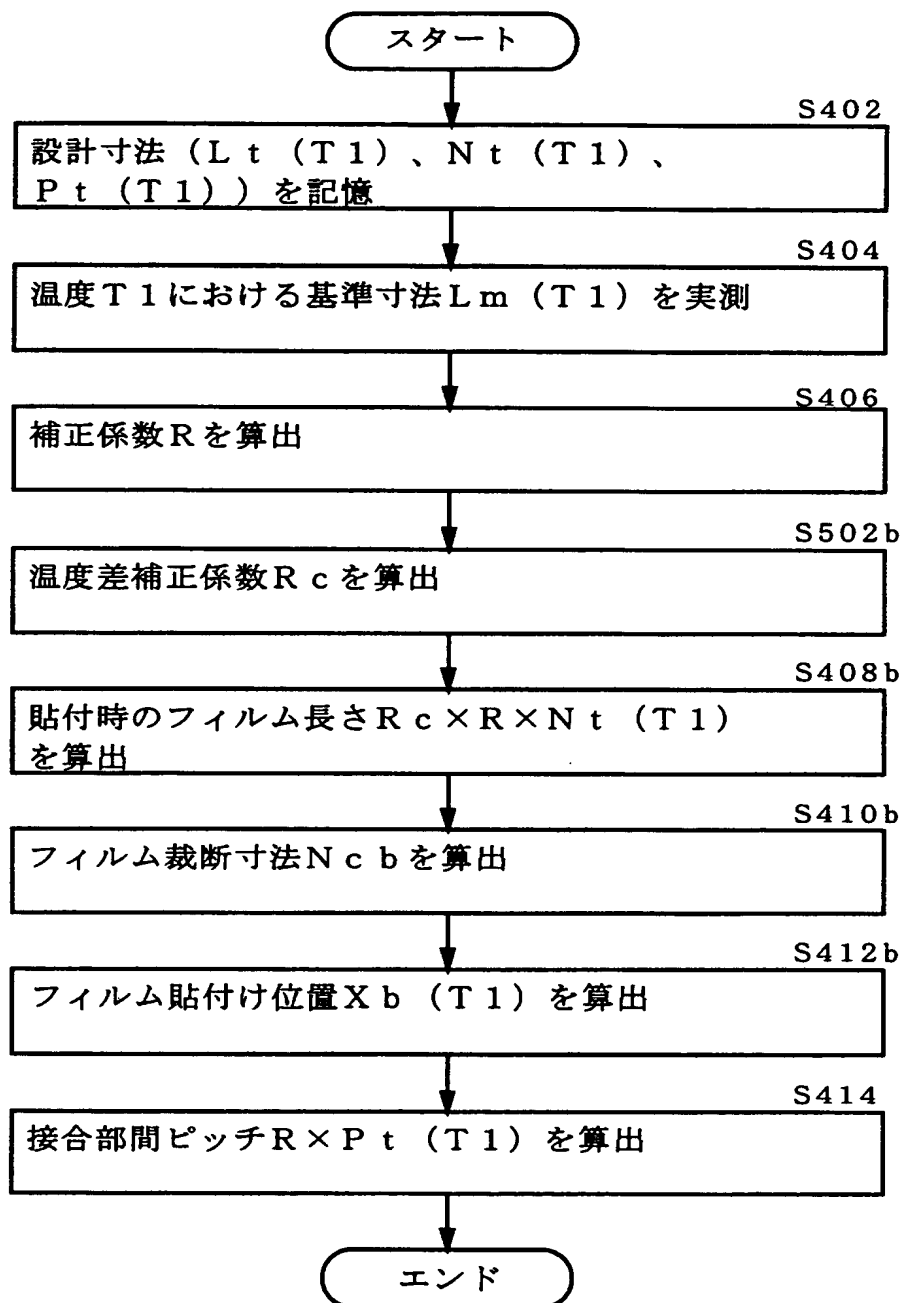 スタート
S402
設計寸法（Lt（T1）、Nt（T1）、
Pt（T1））を記憶
S404
温度T1における基準寸法Lm（T1）を実測
S406
補正係数Rを算出
S502b
温度差補正係数Rcを算出
S408b
貼付時のフィルム長さRc×R×Nt（T1）
を算出
S410b
フィルム裁断寸法Ncbを算出
S412b
フィルム貼付け位置Xb（T1）を算出
S414
接合部間ピッチR×Pt（T1）を算出
エンド